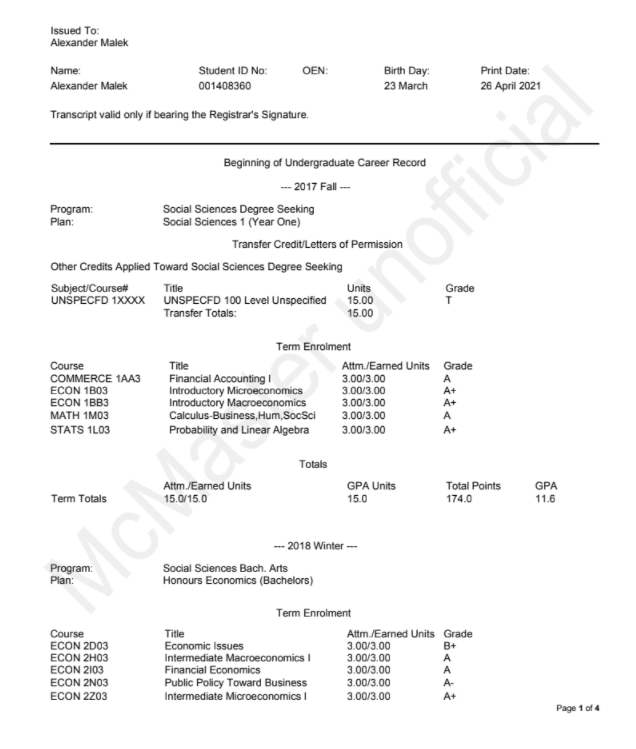 Issued To:
Alexander Malek
Name: Student ID No: OEN: Birth Day: Print Date:
Alexander Malek 001408360 23 March 26 April 2021
Transcript valid only if bearing the Registrar's Signature.
Beginning of Undergraduate Career Record
--- 2017 Fall ---
Program: Social Sciences Degree Seeking
Plan: Social Sciences 1 (Year One)
Transfer Credit/Letters of Permission
Other Credits Applied Toward Social Sciences Degree Seeking
Subject/Course# Title Units Grade
UNSPECFD 1XXXX UNSPECFD 100 Level Unspecified 15.00 T
Transfer Totals: 15.00
Term Enrolment
Course Title Attm./Earned Units Grade
COMMERCE 1AA3 Financial Accounting I 3.00/3.00 A
ECON 1B03 Introductory Microeconomics 3.00/3.00 A+
ECON 1BB3 Introductory Macroeconomics 3.00/3.00 A+
MATH 1M03 Calculus-Business,Hum,SocSci 3.00/3.00 A
STATS 1L03 Probability and Linear Algebra 3.00/3.00 A+
Totals
Attm./Earned Units GPA Units Total Points GPA
Term Totals 15.0/15.0 15.0 174.0 11.6
--- 2018 Winter ---
Program: Social Sciences Bach. Arts
Plan: Honours Economics (Bachelors)
Term Enrolment
Course Title Attm./Earned Units Grade
ECON 2D03 Economic Issues 3.00/3.00 B+
ECON 2H03 Intermediate Macroeconomics I 3.00/3.00 A
ECON 2I03 Financial Economics 3.00/3.00 A
ECON 2N03 Public Policy Toward Business 3.00/3.00 A-
ECON 2Z03 Intermediate Microeconomics I 3.00/3.00 A+
Page 1 of 4
McMaster unofficial